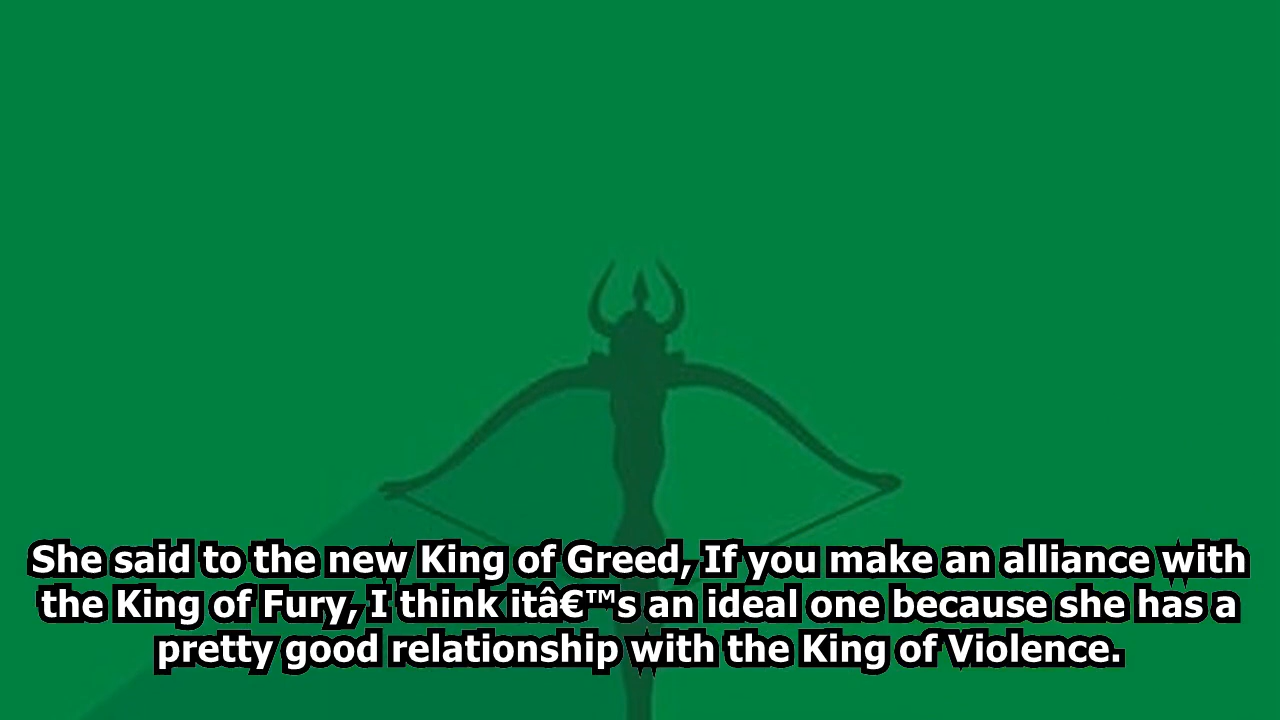 She said to the new King of Greed, If you make an alliance with
the King of Fury, I think itâ€™s an ideal one because she has a
pretty good relationship with the King of Violence.